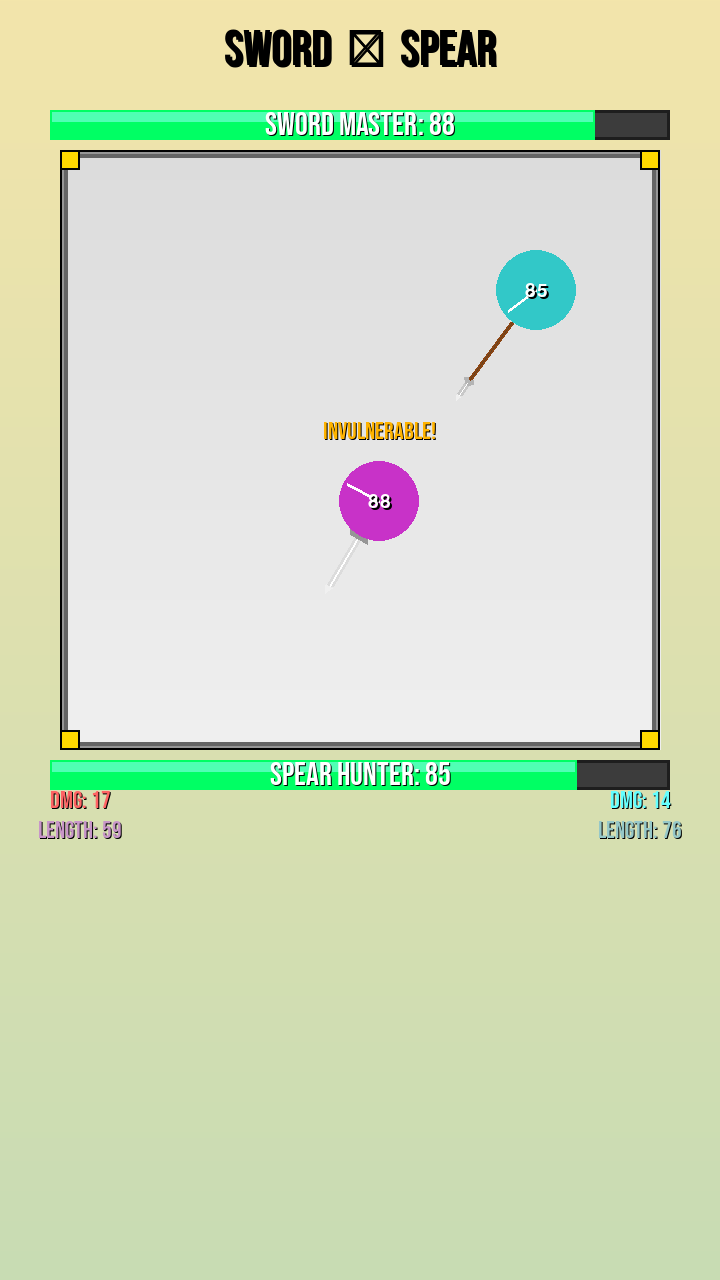 SWORD ☒ SPEAR
SWORD MASTER: 88
85
INVULNERABLE!
88
SPEAR HUNTER: 85
DMG: 17
DMG: 14
LENGTH: 59
LENGTH: 76